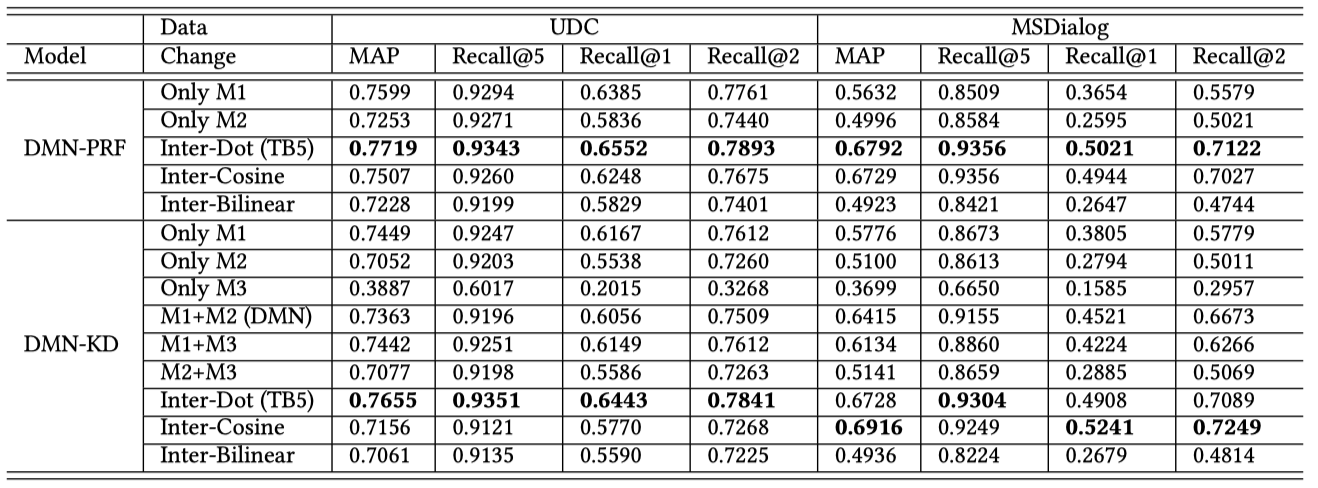 Data UDC MSDialog
Model Change MAP Recall@5 Recall@1 Recall@2 MAP Recall@5 Recall@1 Recall@2
Only M1 0.7599 0.9294 0.6385 0.7761 0.5632 0.8509 0.3654 0.5579
Only M2 0.7253 0.9271 0.5836 0.7440 0.4996 0.8584 0.2595 0.5021
DMN-PRF Inter-Dot (TB5) 0.7719 0.9343 0.6552 0.7893 0.6792 0.9356 0.5021 0.7122
Inter-Cosine 0.7507 0.9260 0.6248 0.7675 0.6729 0.9356 0.4944 0.7027
Inter-Bilinear 0.7228 0.9199 0.5829 0.7401 0.4923 0.8421 0.2647 0.4744
Only M1 0.7449 0.9247 0.6167 0.7612 0.5776 0.8673 0.3805 0.5779
Only M2 0.7052 0.9203 0.5538 0.7260 0.5100 0.8613 0.2794 0.5011
Only M3 0.3887 0.6017 0.2015 0.3268 0.3699 0.6650 0.1585 0.2957
M1+M2 (DMN) 0.7363 0.9196 0.6056 0.7509 0.6415 0.9155 0.4521 0.6673
DMN-KD M1+M3 0.7442 0.9251 0.6149 0.7612 0.6134 0.8860 0.4224 0.6266
M2+M3 0.7077 0.9198 0.5586 0.7263 0.5141 0.8659 0.2885 0.5069
Inter-Dot (TB5) 0.7655 0.9351 0.6443 0.7841 0.6728 0.9304 0.4908 0.7089
Inter-Cosine 0.7156 0.9121 0.5770 0.7268 0.6916 0.9249 0.5241 0.7249
Inter-Bilinear 0.7061 0.9135 0.5590 0.7225 0.4936 0.8224 0.2679 0.4814